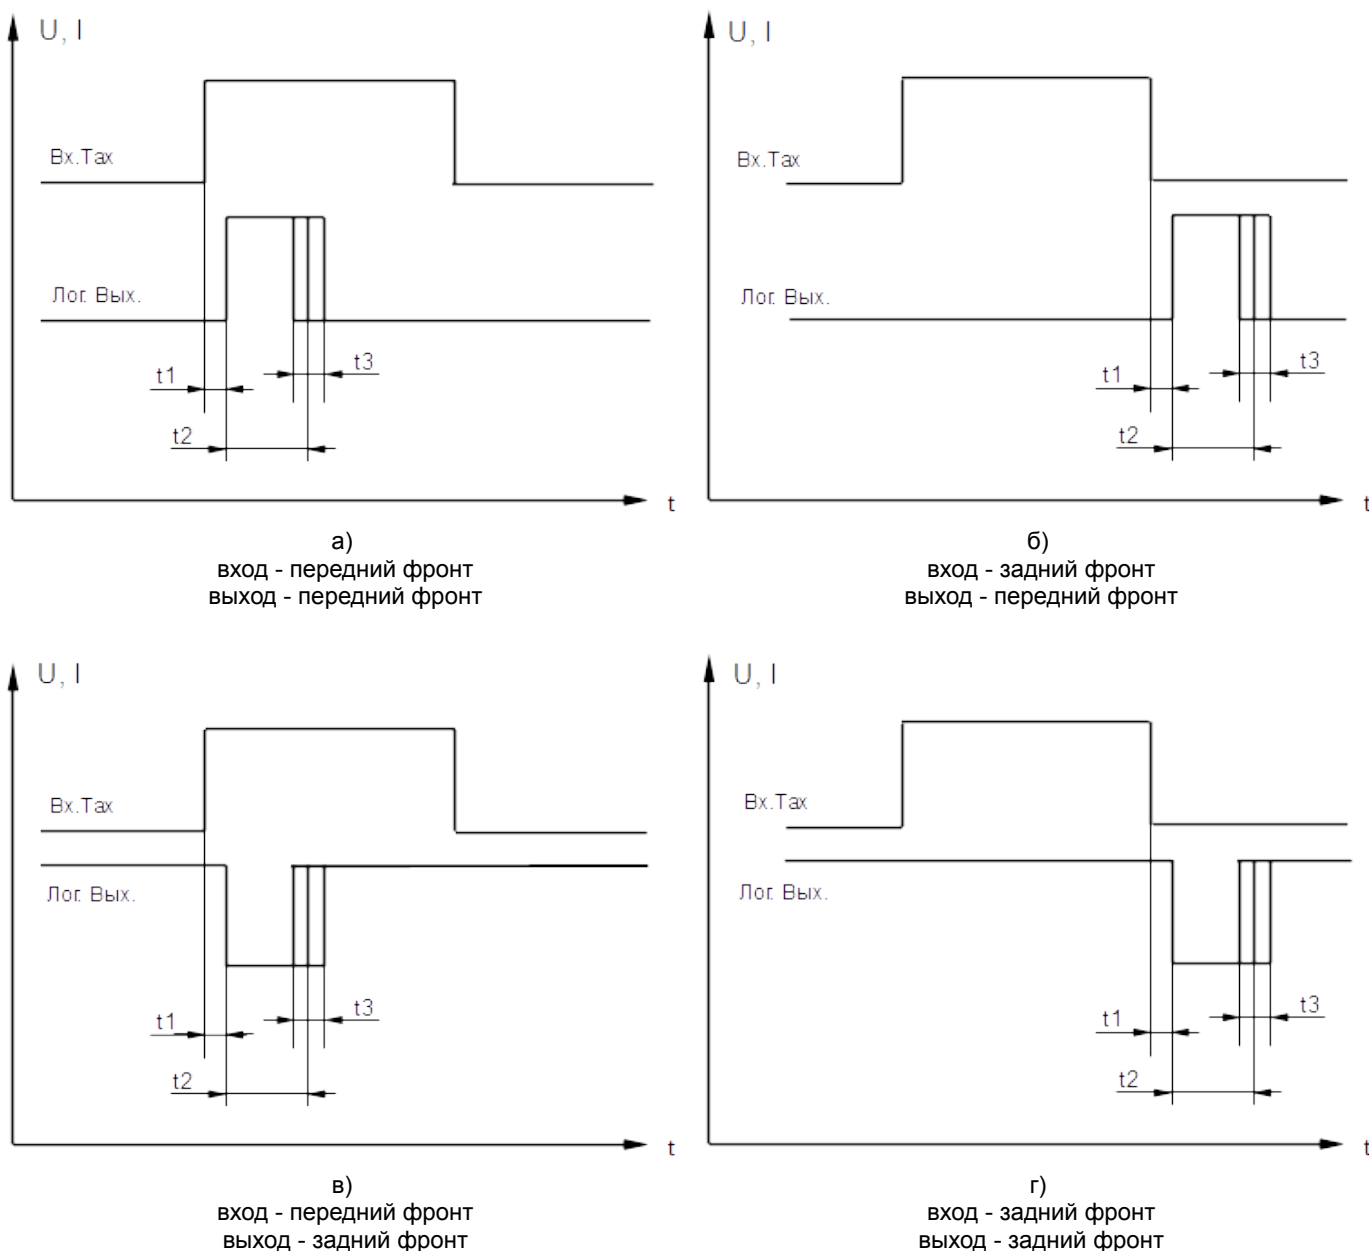 U, I
Вх.Тах
Лог. Вых.
t1
t3
t2
t
а)
вход - передний фронт
выход - передний фронт
U, I
Вх.Тах
Лог. Вых.
t1
t3
t2
t
б)
вход - задний фронт
выход - передний фронт
U, I
Вх.Тах
Лог. Вых.
t1
t3
t2
t
в)
вход - передний фронт
выход - задний фронт
U, I
Вх.Тах
Лог. Вых.
t1
t3
t2
t
г)
вход - задний фронт
выход - задний фронт